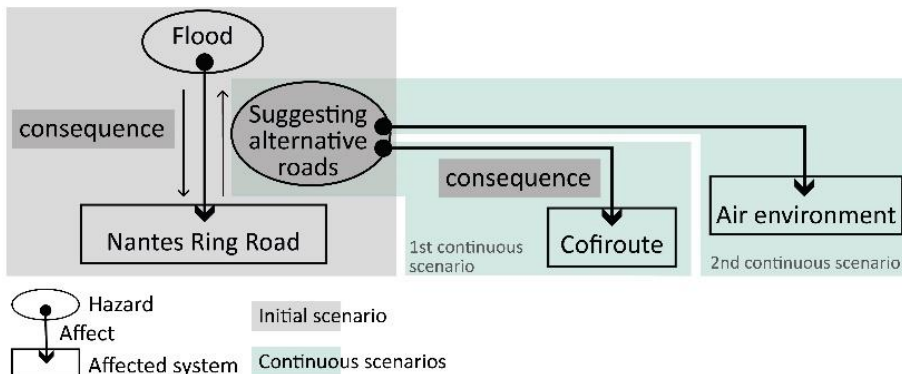 Flood
consequence
Suggesting
alternative
roads
consequence
Nantes Ring Road
1st continuous
scenario
Cofiroute
Air environment
2nd continuous scenario
Hazard
Affect
Affected system
Initial scenario
Continuous scenarios